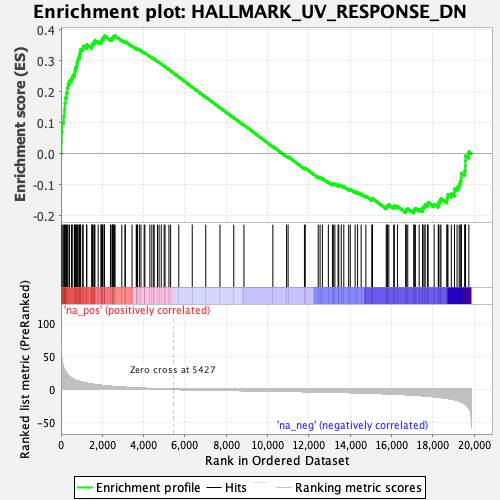 Enrichment plot: HALLMARK_UV_RESPONSE_DN
Enrichment score (ES)
0.4
0.3
0.2
0.1
0.0
-0.1
-0.2
'na_pos' (positively correlated)
Ranked list metric (PreRanked)
100
50
0
-50
Zero cross at 5427
'na_neg' (negatively correlated)
0
2,000
4,000
6,000
8,000
10,000
12,000
14,000
16,000
18,000
20,000
Rank in Ordered Dataset
Enrichment profile
Hits
Ranking metric scores